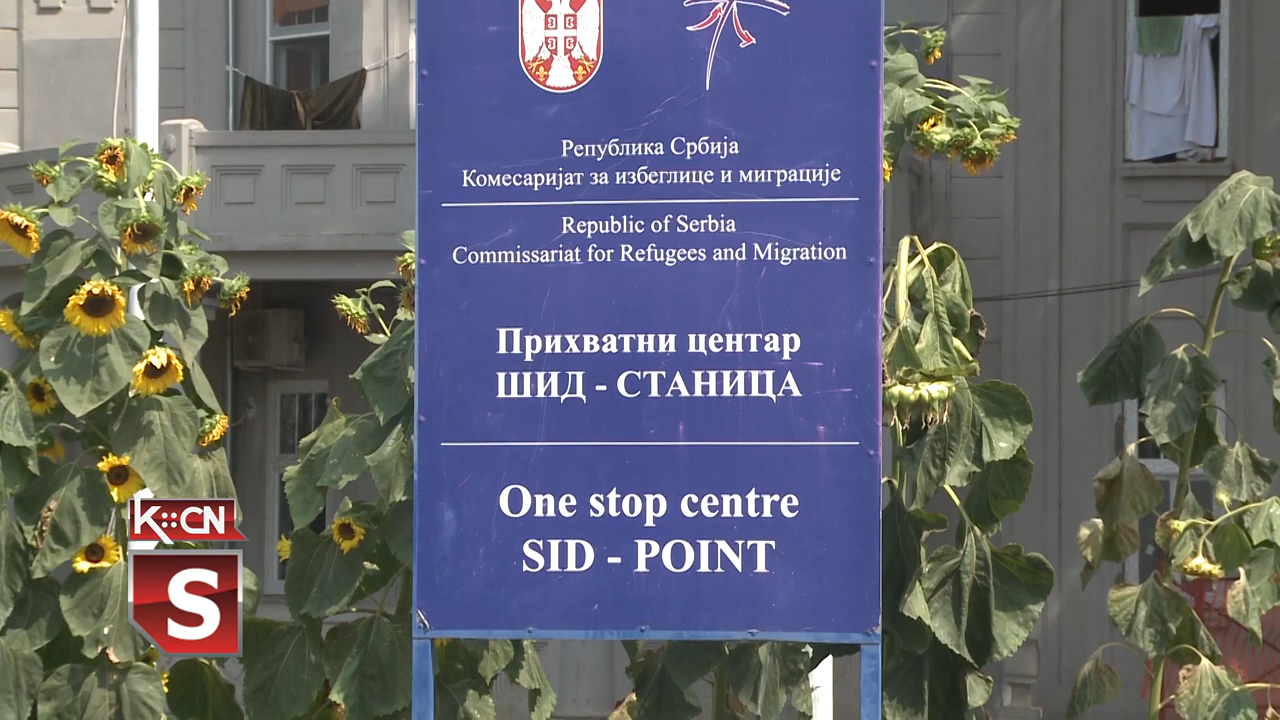 Република Србија
Комесаријат за избеглице и миграције
Republic of Serbia
Commissariat for Refugees and Migration
Прихватни центар
ШИД - СТАНИЦА
One stop centre
SID - POINT
K::CN
S